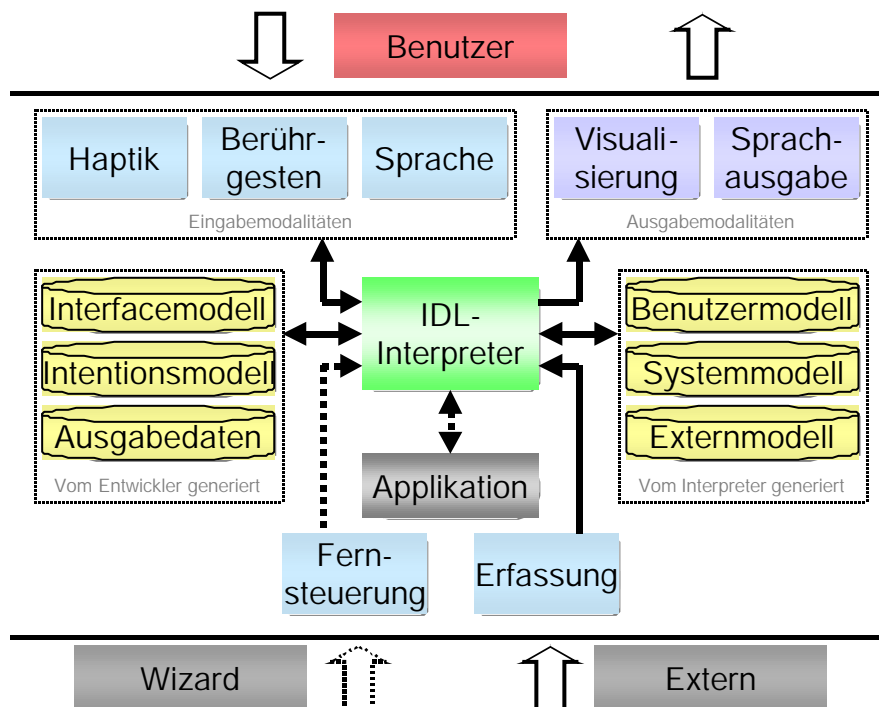 Benutzer
Haptik
Berühr-
gesten
Sprache
Eingabemodalitäten
Visuali-
sierung
Sprach-
ausgabe
Ausgabemodalitäten
Interfacemodell
Intentionsmodell
Ausgabedaten
Vom Entwickler generiert
IDL-
Interpreter
Benutzermodell
Systemmodell
Externmodell
Vom Interpreter generiert
Applikation
Fern-
steuerung
Erfassung
Wizard
Extern